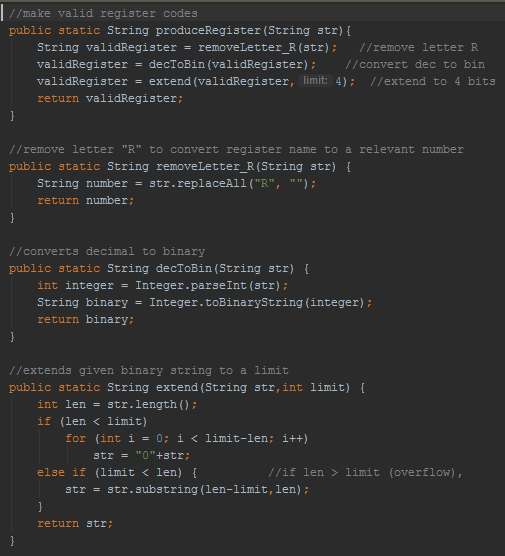 //make valid register codes
public static String produceRegister(String str){
    String validRegister = removeLetter_R(str);   //remove letter R
    validRegister = decToBin(validRegister);    //convert dec to bin
    validRegister = extend(validRegister, limit: 4);  //extend to 4 bits
    return validRegister;
}

//remove letter "R" to convert register name to a relevant number
public static String removeLetter_R(String str) {
    String number = str.replaceAll("R", "");
    return number;
}

//converts decimal to binary
public static String decToBin(String str) {
    int integer = Integer.parseInt(str);
    String binary = Integer.toBinaryString(integer);
    return binary;
}

//extends given binary string to a limit
public static String extend(String str,int limit) {
    int len = str.length();
    if (len < limit)
        for (int i = 0; i < limit-len; i++)
            str = "0"+str;
    else if (limit < len) {          //if len > limit (overflow),
        str = str.substring(len-limit,len);
    }
    return str;
}